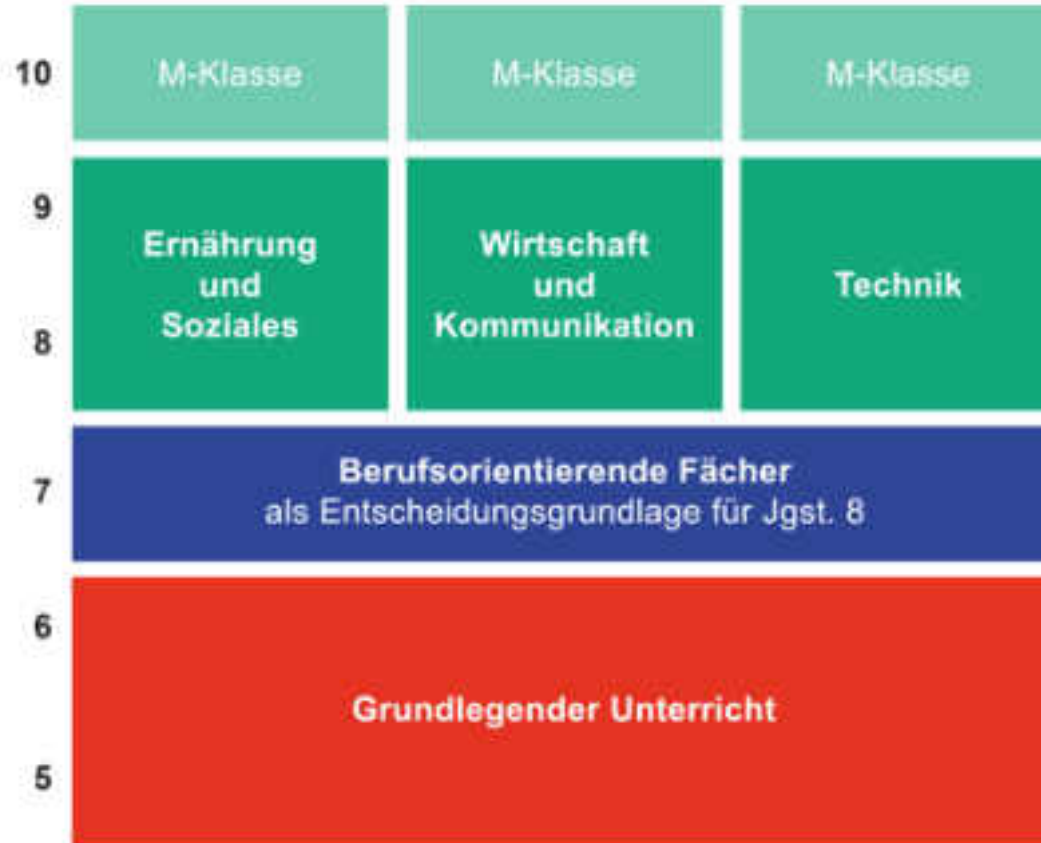 10
M-Klasse
M-Klasse
M-Klasse
9
8
Ernährung
und
Soziales
Wirtschaft
und
Kommunikation
Technik
7
Berufsorientierende Fächer
als Entscheidungsgrundlage für Jgst. 8
6
5
Grundlegender Unterricht